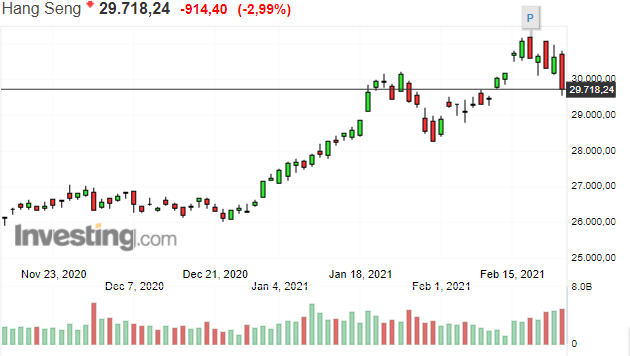 Hang Seng 29.718,24 -914,40 (-2,99%)
P
30.000,00
29.718,24
29.000,00
28.000,00
27.000,00
26.000,00
25.000,00
Investing.com
Nov 23, 2020 Dec 21, 2020 Jan 18, 2021 Feb 15, 2021
Dec 7, 2020 Jan 4, 2021 Feb 1, 2021
8.0B
0